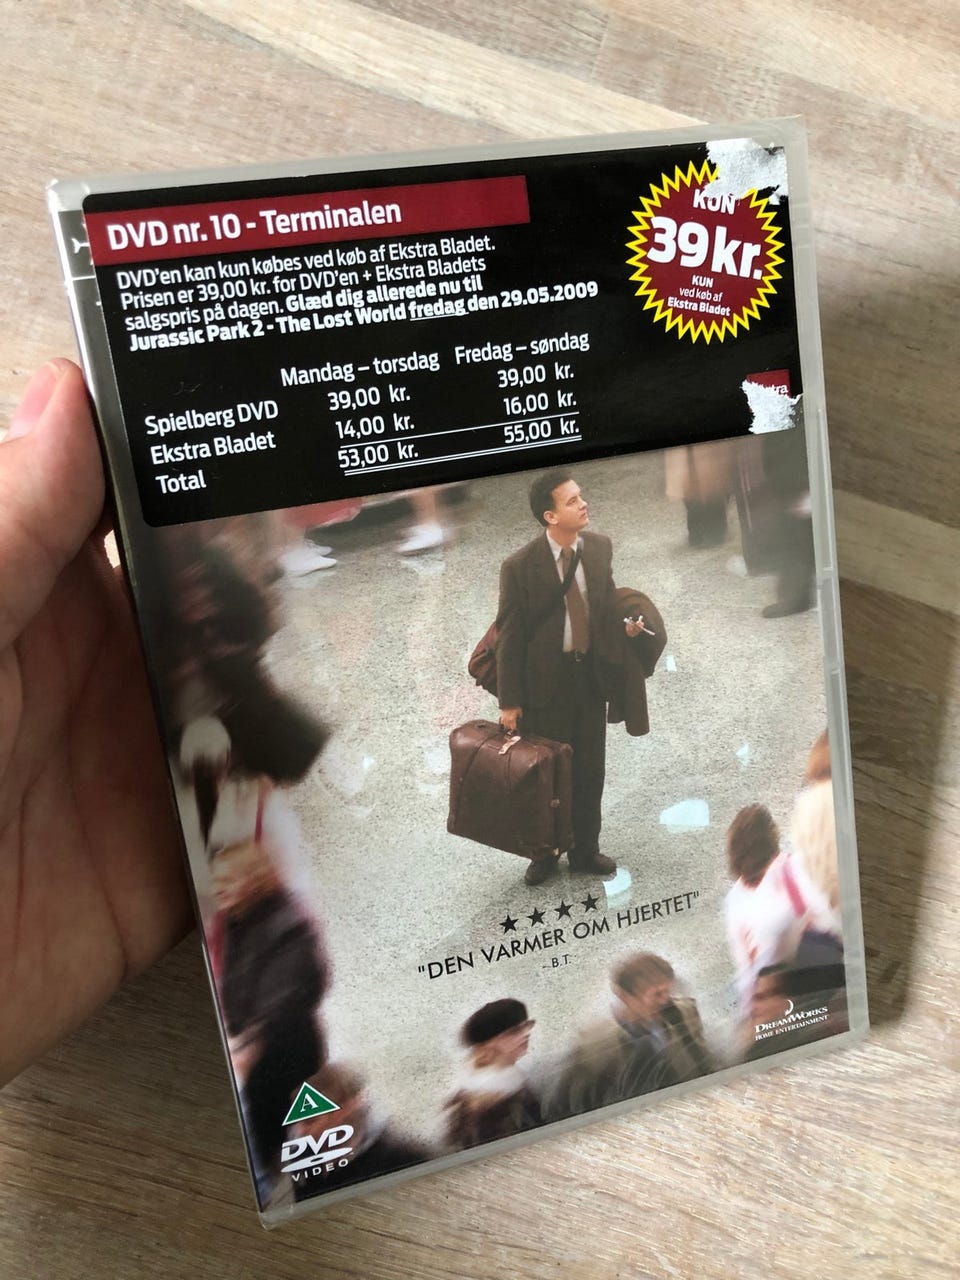 DVD nr. 10 - Terminalen
DVD'en kan kun købes ved køb af Ekstra Bladet.
Prisen er 39,00 kr. for DVD'en + Ekstra Bladets
salgspris på dagen. Glæd dig allerede nu til
Jurassic Park 2 - The Lost World fredag den 29.05.2009
KUN
39 kr.
KUN
ved køb af
Ekstra Bladet
Mandag – torsdag Fredag – søndag
Spielberg DVD 39,00 kr. 39,00 kr.
Ekstra Bladet 14,00 kr. 16,00 kr.
Total 53,00 kr. 55,00 kr.
★★★★
"DEN VARMER OM HJERTET"
– B.T.
DREAMWORKS
HOME ENTERTAINMENT
A
DVD
VIDEO